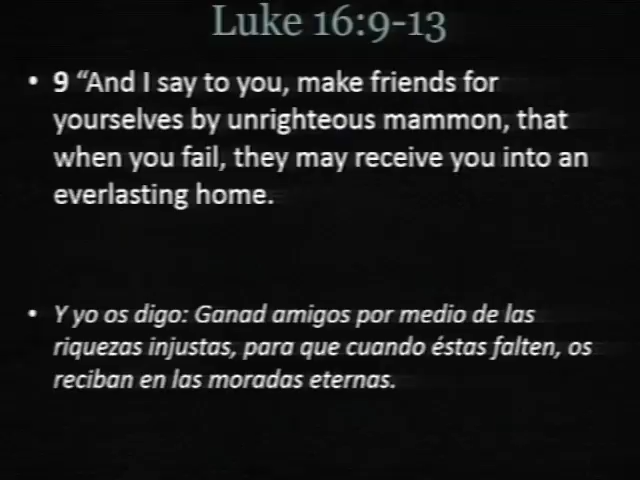 Luke 16:9-13
• 9 “And I say to you, make friends for
yourselves by unrighteous mammon, that
when you fail, they may receive you into an
everlasting home.
• Y yo os digo: Ganad amigos por medio de las
riquezas injustas, para que cuando éstas falten, os
reciban en las moradas eternas.